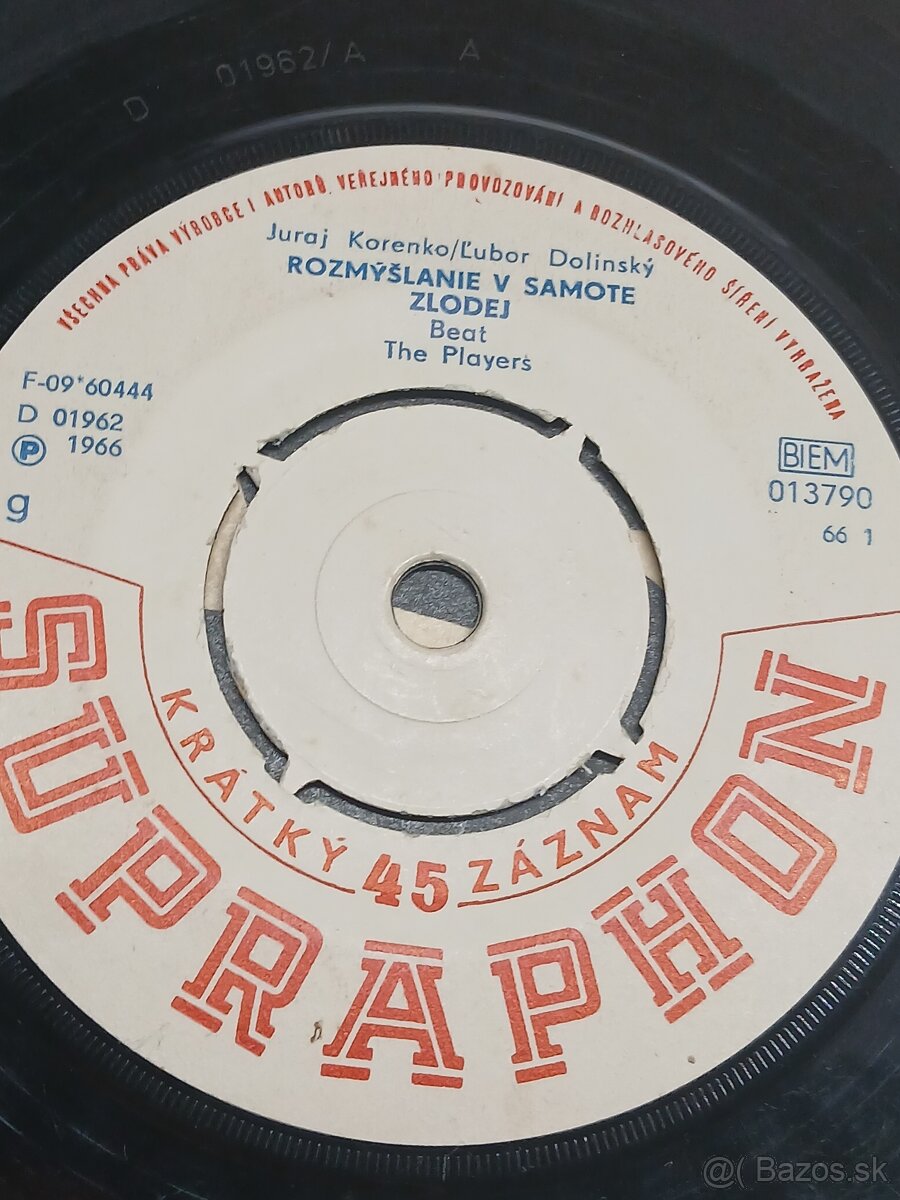 D 01962/A A
VŠECHNA PRÁVA VÝROBCE I AUTORŮ VEŘEJNÉHO PROVOZOVÁNÍ A ROZHLASOVÉHO ŠÍŘENÍ VYHRAŽENA
Juraj Korenko/Ľubor Dolinský
ROZMÝŠLANIE V SAMOTE
ZLODEJ
Beat
The Players
F-09*60444
D 01962
Ⓟ 1966
g
BIEM
013790
66 1
KRÁTKÝ 45 ZÁZNAM
SUPRAPHON
@( Bazos.sk